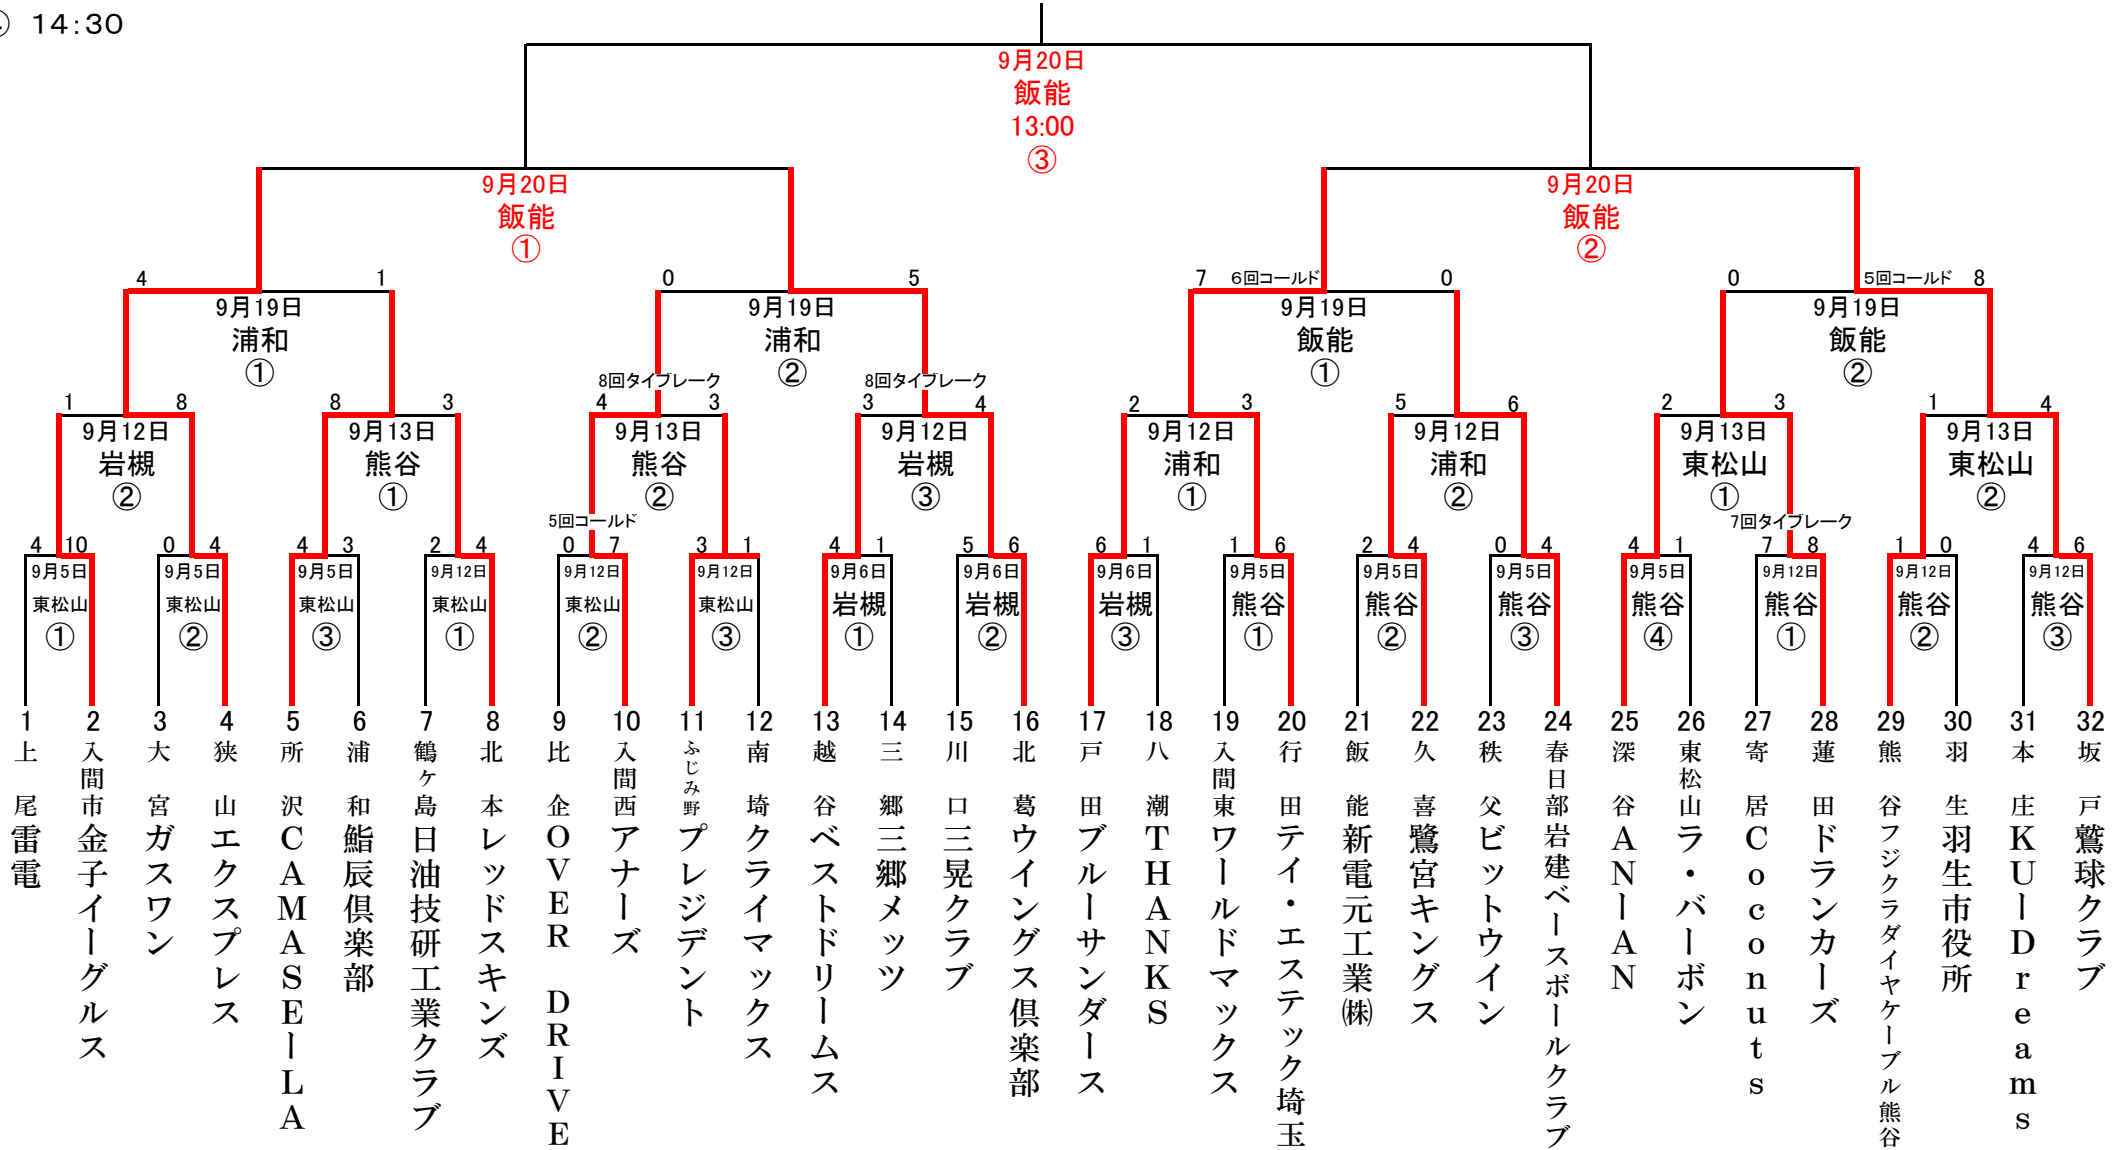 14:30
9月20日
飯能
13:00
③
9月20日
飯能
①
9月20日
飯能
②
4 1
9月19日
浦和
①
0 5
9月19日
浦和
②
7 6回コールド 0
9月19日
飯能
①
0 5回コールド 8
9月19日
飯能
②
1 8
9月12日
岩槻
②
8 3
9月13日
熊谷
①
8回タイブレーク
4 3
9月13日
熊谷
②
8回タイブレーク
3 4
9月12日
岩槻
③
2 3
9月12日
浦和
①
5 6
9月12日
浦和
②
2 3
9月13日
東松山
①
1 4
9月13日
東松山
②
4 10
9月5日
東松山
①
0 4
9月5日
東松山
②
4 3
9月5日
東松山
③
2 4
9月12日
東松山
①
5回コールド
0 7
9月12日
東松山
②
3 1
9月12日
東松山
③
4 1
9月6日
岩槻
①
5 6
9月6日
岩槻
②
6 1
9月6日
岩槻
③
1 6
9月5日
熊谷
①
2 4
9月5日
熊谷
②
0 4
9月5日
熊谷
③
4 1
9月5日
熊谷
④
7回タイブレーク
7 8
9月12日
熊谷
①
1 0
9月12日
熊谷
②
4 6
9月12日
熊谷
③
1 上尾 雷電
2 入間市 金子イーグルス
3 大宮 ガスワン
4 狭山 エクスプレス
5 所沢 CAMASEーLA
6 浦和 鮨辰倶楽部
7 鶴ヶ島 日油技研工業クラブ
8 北本 レッドスキンズ
9 比企 OVER DRIVE
10 入間西 アナーズ
11 ふじみ野 プレジデント
12 南埼 クライマックス
13 越谷 ベストドリームス
14 三郷 三郷メッツ
15 川口 三晃クラブ
16 北葛 ウイングス倶楽部
17 戸田 ブルーサンダース
18 八潮 THANKS
19 入間東 ワールドマックス
20 行田 テイ・エステック埼玉
21 飯能 新電元工業㈱
22 久喜 鷺宮キングス
23 秩父 ビットウイン
24 春日部 岩建ベースボールクラブ
25 深谷 ANーAN
26 東松山 ラ・バーボン
27 寄居 Coconuts
28 蓮田 ドランカーズ
29 熊谷 フジクラダイヤケーブル熊谷
30 羽生 羽生市役所
31 本庄 KUーDreams
32 坂戸 鷲球クラブ